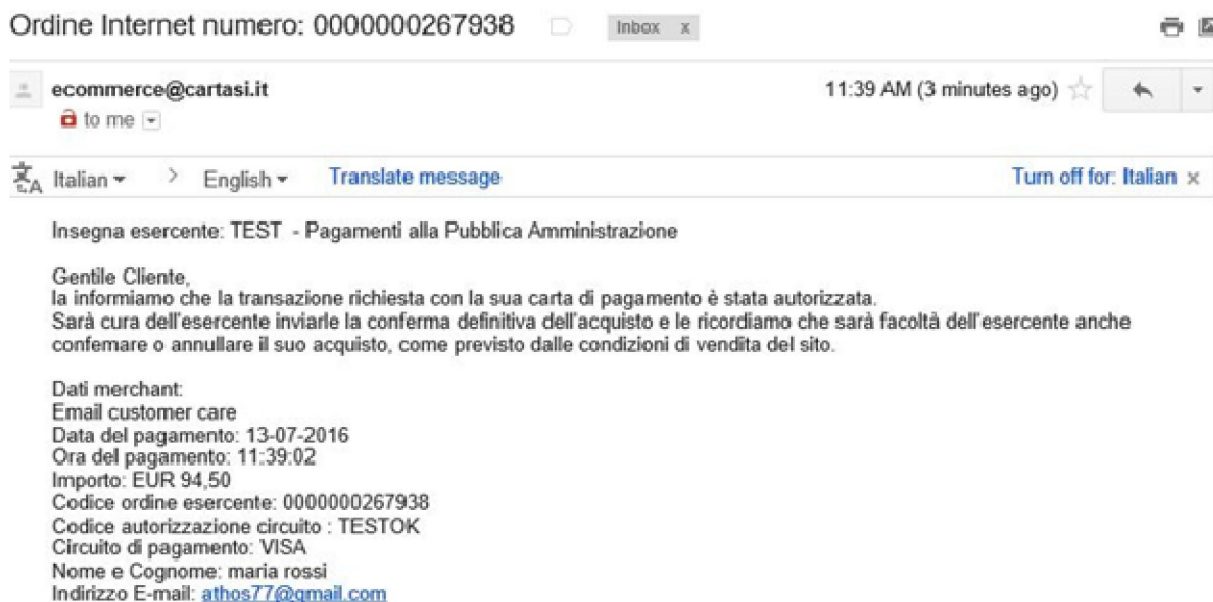 Ordine Internet numero: 0000000267938
Inbox x
ecommerce@cartasi.it
11:39 AM (3 minutes ago)
to me
Italian > English Translate message Turn off for: Italian x
Insegna esercente: TEST - Pagamenti alla Pubblica Amministrazione
Gentile Cliente,
la informiamo che la transazione richiesta con la sua carta di pagamento è stata autorizzata.
Sarà cura dell'esercente inviarle la conferma definitiva dell'acquisto e le ricordiamo che sarà facoltà dell'esercente anche
confemare o annullare il suo acquisto, come previsto dalle condizioni di vendita del sito.
Dati merchant:
Email customer care
Data del pagamento: 13-07-2016
Ora del pagamento: 11:39:02
Importo: EUR 94,50
Codice ordine esercente: 0000000267938
Codice autorizzazione circuito : TESTOK
Circuito di pagamento: VISA
Nome e Cognome: maria rossi
Indirizzo E-mail: athos77@gmail.com